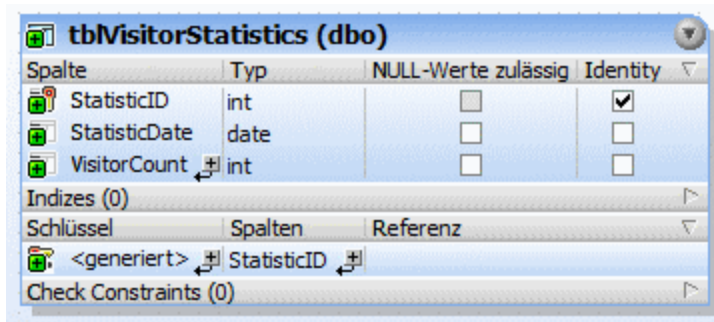 tblVisitorStatistics (dbo)
Spalte Typ NULL-Werte zulässig Identity
StatisticID int
StatisticDate date
VisitorCount int
Indizes (0)
Schlüssel Spalten Referenz
<generiert> StatisticID
Check Constraints (0)